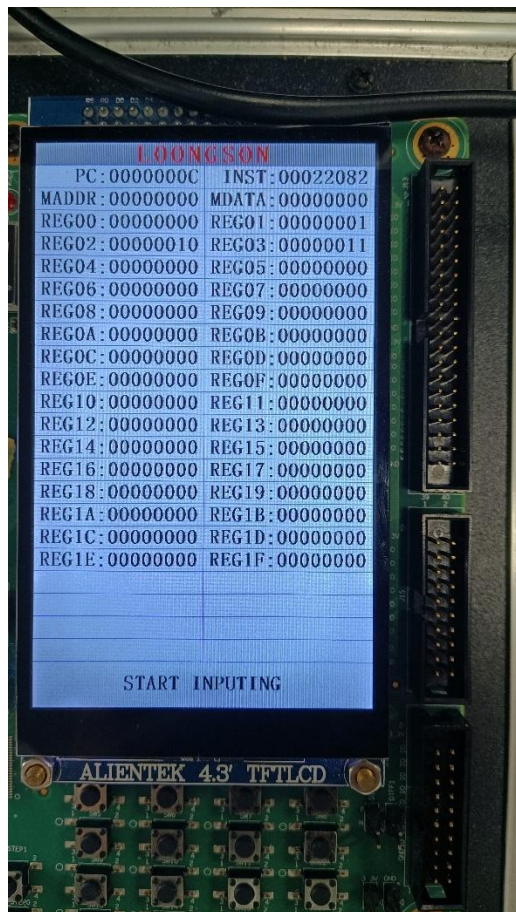 LOONGSON
PC:0000000C INST:00022082
MADDR:00000000 MDATA:00000000
REG00:00000000 REG01:00000001
REG02:00000010 REG03:00000011
REG04:00000000 REG05:00000000
REG06:00000000 REG07:00000000
REG08:00000000 REG09:00000000
REG0A:00000000 REG0B:00000000
REG0C:00000000 REG0D:00000000
REG0E:00000000 REG0F:00000000
REG10:00000000 REG11:00000000
REG12:00000000 REG13:00000000
REG14:00000000 REG15:00000000
REG16:00000000 REG17:00000000
REG18:00000000 REG19:00000000
REG1A:00000000 REG1B:00000000
REG1C:00000000 REG1D:00000000
REG1E:00000000 REG1F:00000000
START INPUTING
ALIENTEK 4.3' TFTLCD
STEP1